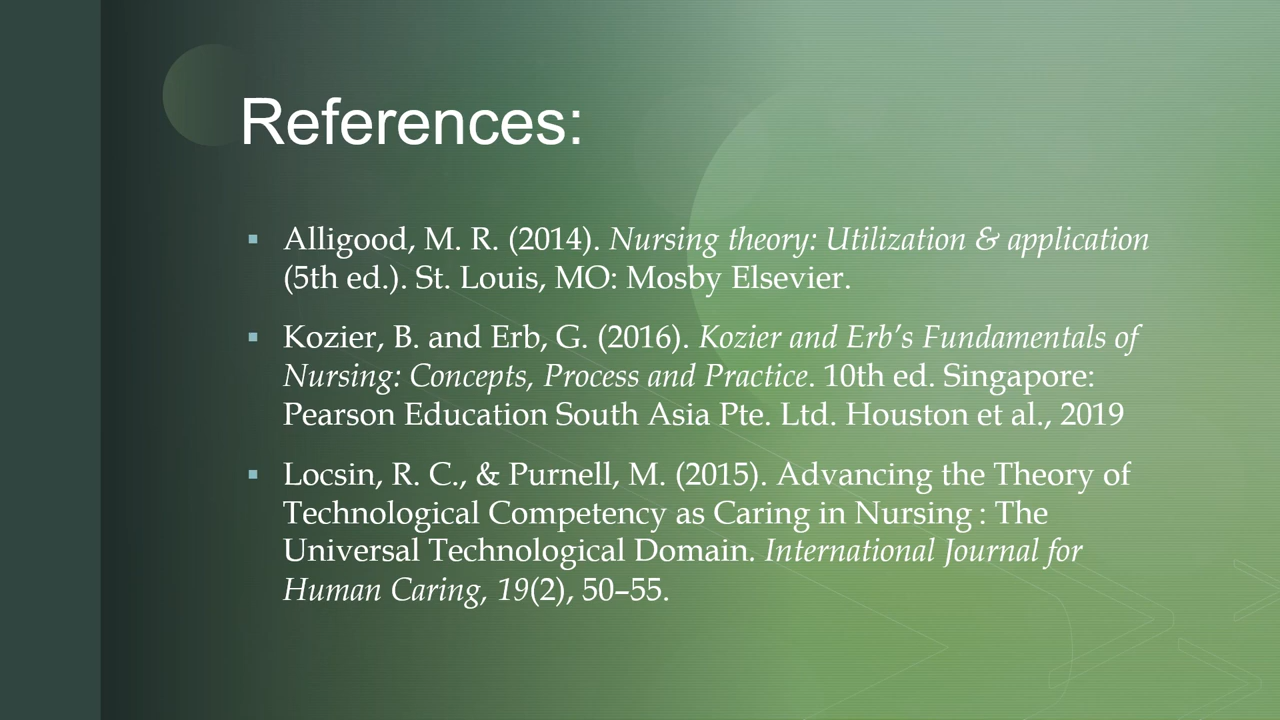 References:
▪ Alligood, M. R. (2014). Nursing theory: Utilization & application
(5th ed.). St. Louis, MO: Mosby Elsevier.
▪ Kozier, B. and Erb, G. (2016). Kozier and Erb’s Fundamentals of
Nursing: Concepts, Process and Practice. 10th ed. Singapore:
Pearson Education South Asia Pte. Ltd. Houston et al., 2019
▪ Locsin, R. C., & Purnell, M. (2015). Advancing the Theory of
Technological Competency as Caring in Nursing : The
Universal Technological Domain. International Journal for
Human Caring, 19(2), 50–55.